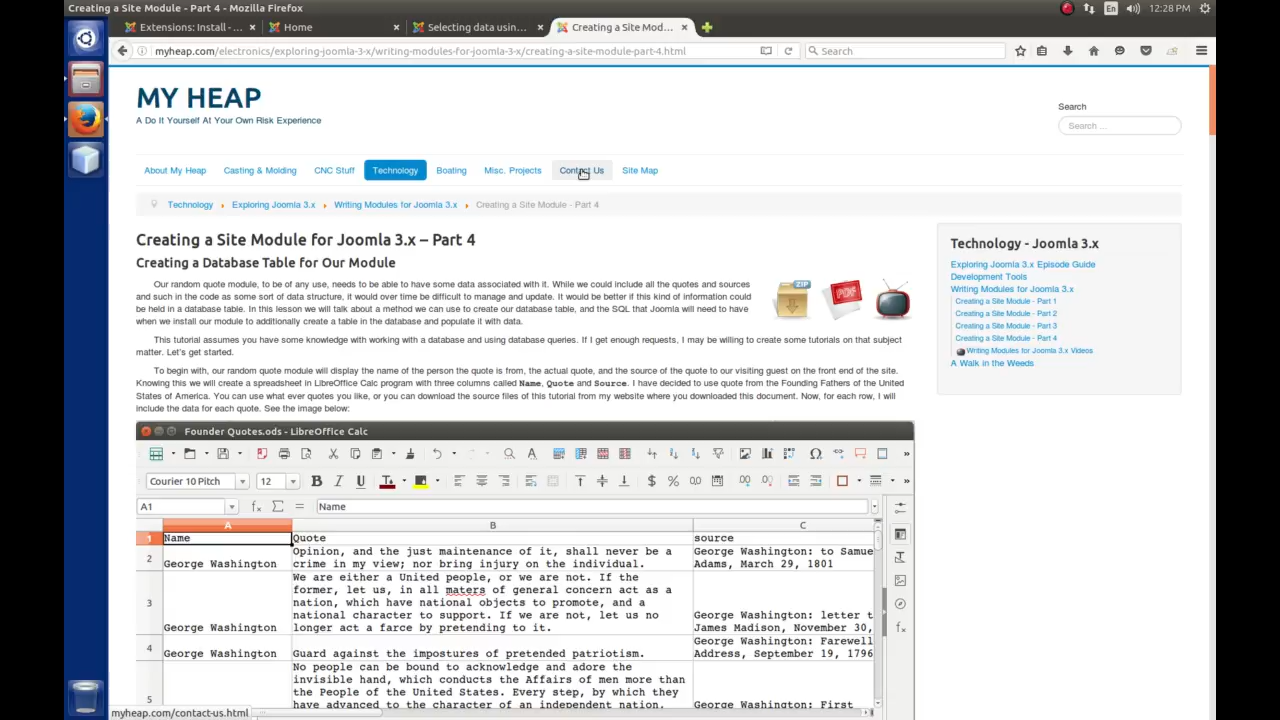 Creating a Site Module - Part 4 - Mozilla Firefox
En
12:28 PM
Extensions: Install - ...
Home
Selecting data usin...
Creating a Site Mod...
myheap.com/electronics/exploring-joomla-3-x/writing-modules-for-joomla-3-x/creating-a-site-module-part-4.html
Search
MY HEAP
A Do It Yourself At Your Own Risk Experience
Search
Search ...
About My Heap
Casting & Molding
CNC Stuff
Technology
Boating
Misc. Projects
Contact Us
Site Map
Technology
Exploring Joomla 3.x
Writing Modules for Joomla 3.x
Creating a Site Module - Part 4
Creating a Site Module for Joomla 3.x – Part 4
Creating a Database Table for Our Module
Our random quote module, to be of any use, needs to be able to have some data associated with it. While we could include all the quotes and sources
and such in the code as some sort of data structure, it would over time be difficult to manage and update. It would be better if this kind of information could
be held in a database table. In this lesson we will talk about a method we can use to create our database table, and the SQL that Joomla will need to have
when we install our module to additionally create a table in the database and populate it with data.
ZIP
PDF
This tutorial assumes you have some knowledge with working with a database and using database queries. If I get enough requests, I may be willing to create some tutorials on that subject
matter. Let's get started.
To begin with, our random quote module will display the name of the person the quote is from, the actual quote, and the source of the quote to our visiting guest on the front end of the site.
Knowing this we will create a spreadsheet in LibreOffice Calc program with three columns called Name, Quote and Source. I have decided to use quote from the Founding Fathers of the United
States of America. You can use what ever quotes you like, or you can download the source files of this tutorial from my website where you downloaded this document. Now, for each row, I will
include the data for each quote. See the image below:
Technology - Joomla 3.x
Exploring Joomla 3.x Episode Guide
Development Tools
Writing Modules for Joomla 3.x
Creating a Site Module - Part 1
Creating a Site Module - Part 2
Creating a Site Module - Part 3
Creating a Site Module - Part 4
Writing Modules for Joomla 3.x Videos
A Walk in the Weeds
Founder Quotes.ods - LibreOffice Calc
Courier 10 Pitch
12
A1
Name
A B C
1 Name Quote source
2 George Washington
Opinion, and the just maintenance of it, shall never be a
crime in my view; nor bring injury on the individual.
George Washington: to Samue
Adams, March 29, 1801
3 George Washington
We are either a United people, or we are not. If the
former, let us, in all maters of general concern act as a
nation, which have national objects to promote, and a
national character to support. If we are not, let us no
longer act a farce by pretending to it.
George Washington: letter t
James Madison, November 30,
4 George Washington
Guard against the impostures of pretended patriotism.
George Washington: Farewell
Address, September 19, 1796
5
No people can be bound to acknowledge and adore the
invisible hand, which conducts the Affairs of men more than
the People of the United States. Every step, by which they
have advanced to the character of an independent nation,
George Washington: First
myheap.com/contact-us.html